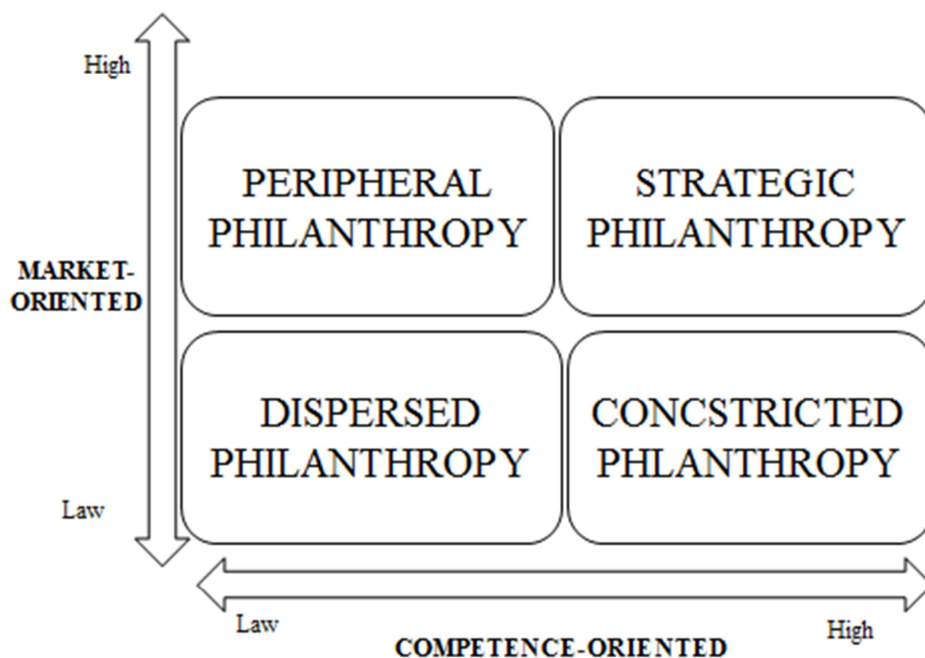 High
PERIPHERAL
PHILANTHROPY
STRATEGIC
PHILANTHROPY
MARKET-
ORIENTED
DISPERSED
PHILANTHROPY
CONCSTRICTED
PHLANTHROPY
Law
Law
High
COMPETENCE-ORIENTED